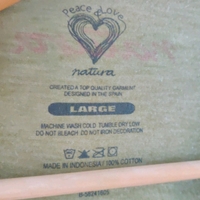 Peace & Love
natura
CREATED A TOP QUALITY GARMENT
DESIGNED IN THE SPAIN
LARGE
MACHINE WASH COLD TUMBLE DRY LOW
DO NOT BLEACH DO NOT IRON DECORATION
MADE IN INDONESIA 100% COTTON